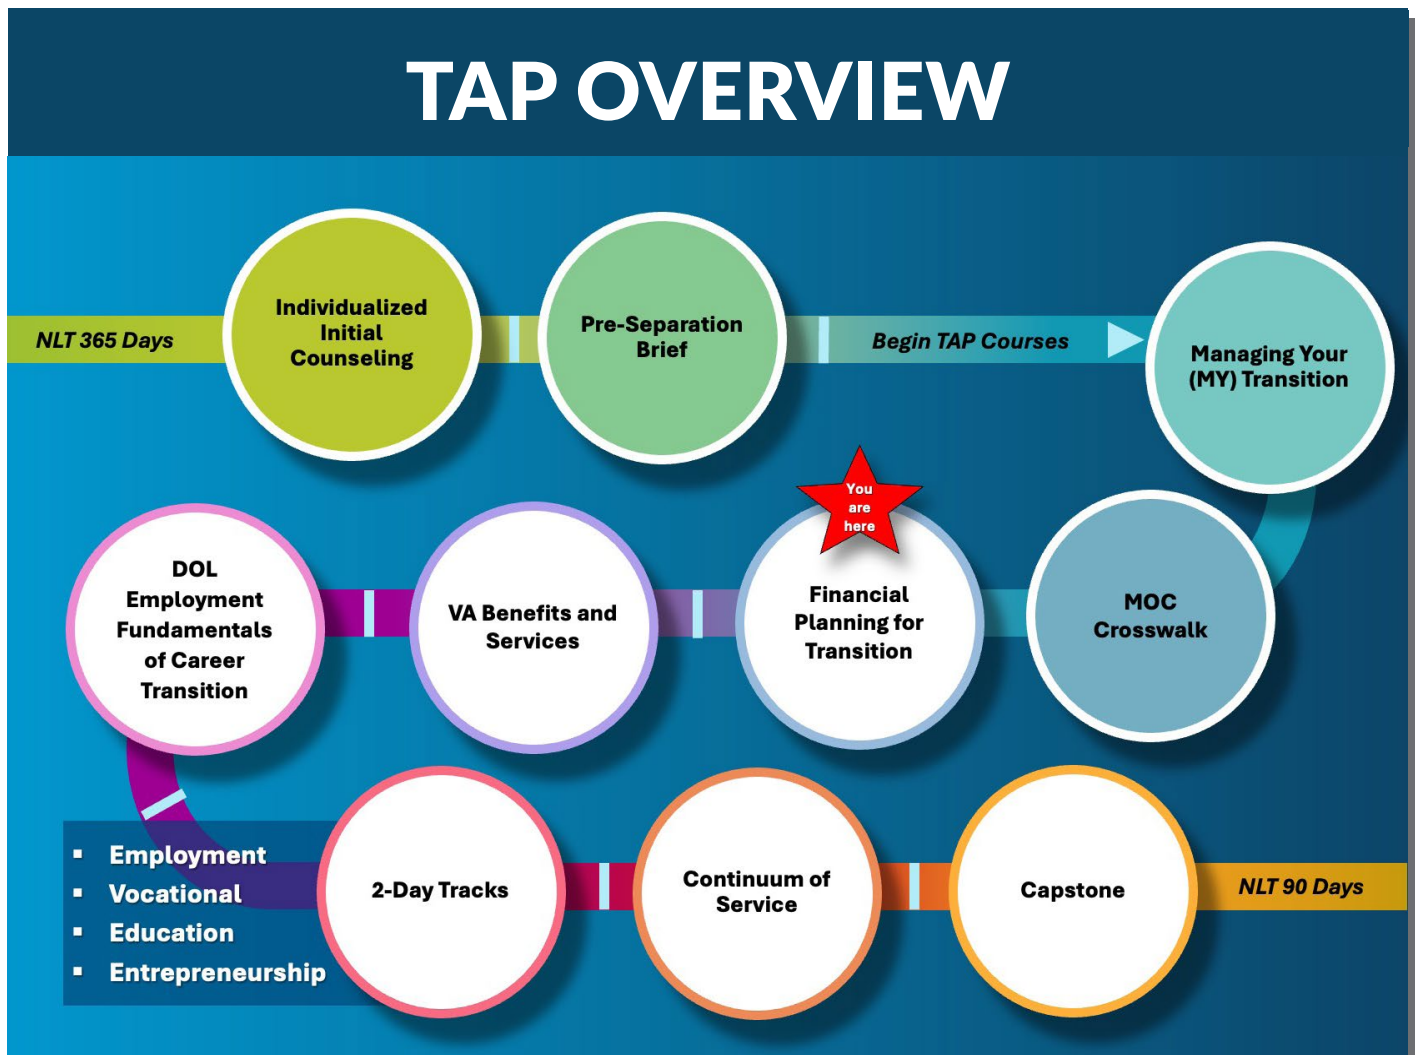 TAP OVERVIEW
NLT 365 Days
Individualized
Initial
Counseling
Pre-Separation
Brief
Begin TAP Courses
Managing Your
(MY) Transition
MOC
Crosswalk
You
are
here
Financial
Planning for
Transition
VA Benefits and
Services
DOL
Employment
Fundamentals
of Career
Transition
▪ Employment
▪ Vocational
▪ Education
▪ Entrepreneurship
2-Day Tracks
Continuum of
Service
Capstone
NLT 90 Days